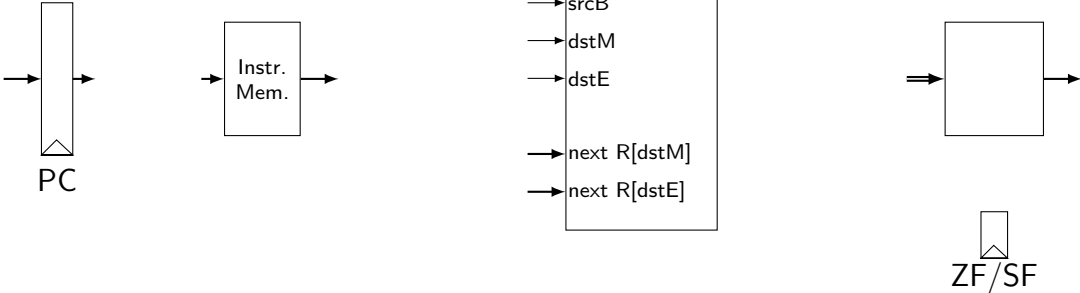 srcB
dstM
dstE
Instr.
Mem.
next R[dstM]
next R[dstE]
PC
ZF/SF